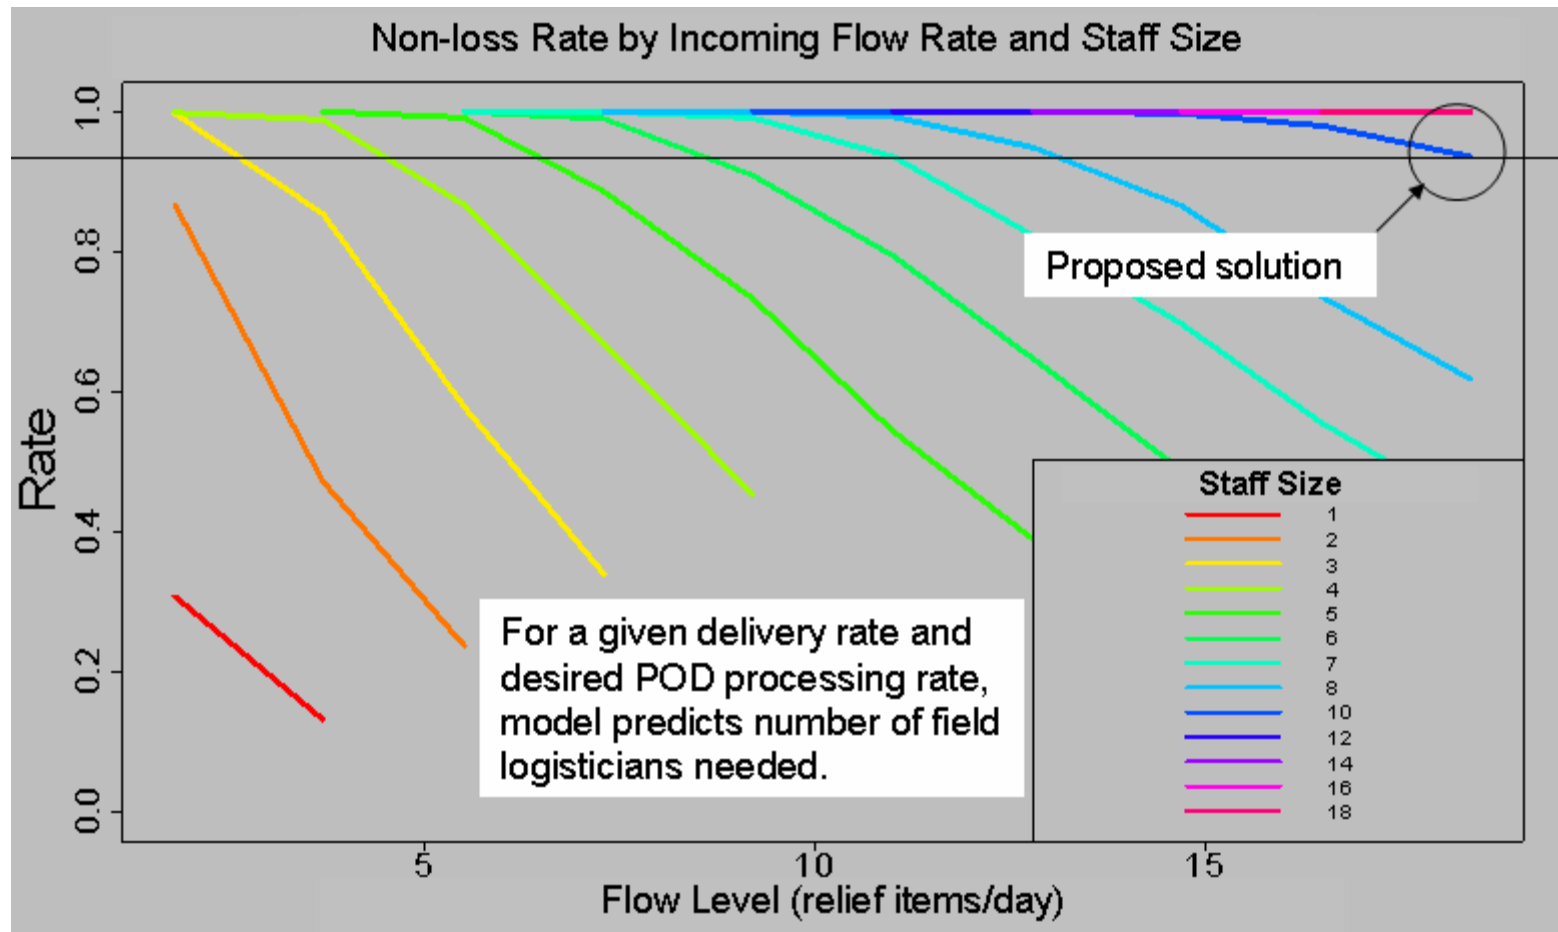 Non-loss Rate by Incoming Flow Rate and Staff Size
Rate
1.0
0.8
0.6
0.4
0.2
0.0
Proposed solution
For a given delivery rate and
desired POD processing rate,
model predicts number of field
logisticians needed.
Staff Size
1
2
3
4
5
6
7
8
10
12
14
16
18
5
10
15
Flow Level (relief items/day)